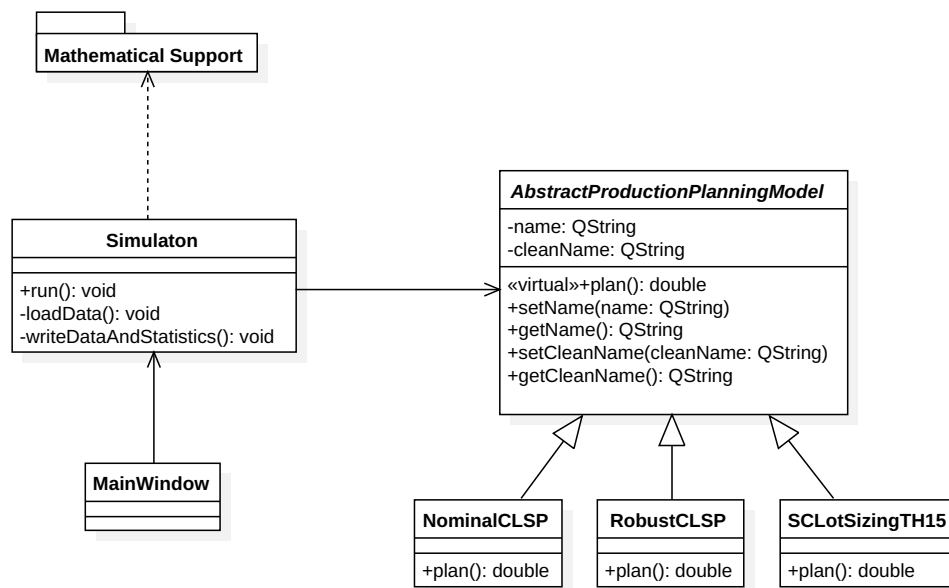 Mathematical Support
Simulaton
+run(): void
-loadData(): void
-writeDataAndStatistics(): void
MainWindow
AbstractProductionPlanningModel
-name: QString
-cleanName: QString
«virtual»+plan(): double
+setName(name: QString)
+getName(): QString
+setCleanName(cleanName: QString)
+getCleanName(): QString
NominalCLSP
+plan(): double
RobustCLSP
+plan(): double
SCLotSizingTH15
+plan(): double